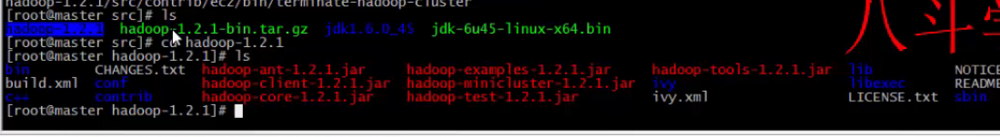 hadoop-1.2.1/src/contrib/ec2/bin/terminate-hadoop-cluster
[root@master src]# ls
hadoop-1.2.1 hadoop-1.2.1-bin.tar.gz jdk1.6.0_45 jdk-6u45-linux-x64.bin
[root@master src]# cd hadoop-1.2.1
[root@master hadoop-1.2.1]# ls
bin CHANGES.txt hadoop-ant-1.2.1.jar hadoop-examples-1.2.1.jar hadoop-tools-1.2.1.jar lib NOTICE
build.xml conf hadoop-client-1.2.1.jar hadoop-minicluster-1.2.1.jar ivy libexec README
c++ contrib hadoop-core-1.2.1.jar hadoop-test-1.2.1.jar ivy.xml LICENSE.txt sbin
[root@master hadoop-1.2.1]#
八斗